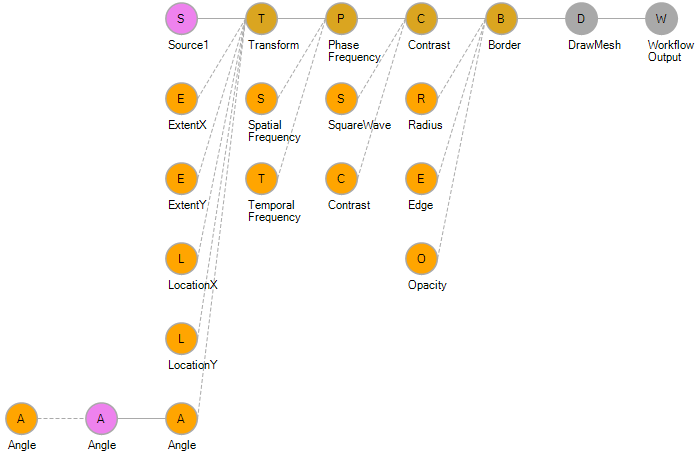 S T P C B D W
Source1 Transform Phase Frequency Contrast Border DrawMesh Workflow Output
E S S R
ExtentX Spatial Frequency SquareWave Radius
E T C E
ExtentY Temporal Frequency Contrast Edge
L O
LocationX Opacity
L
LocationY
A A A
Angle Angle Angle